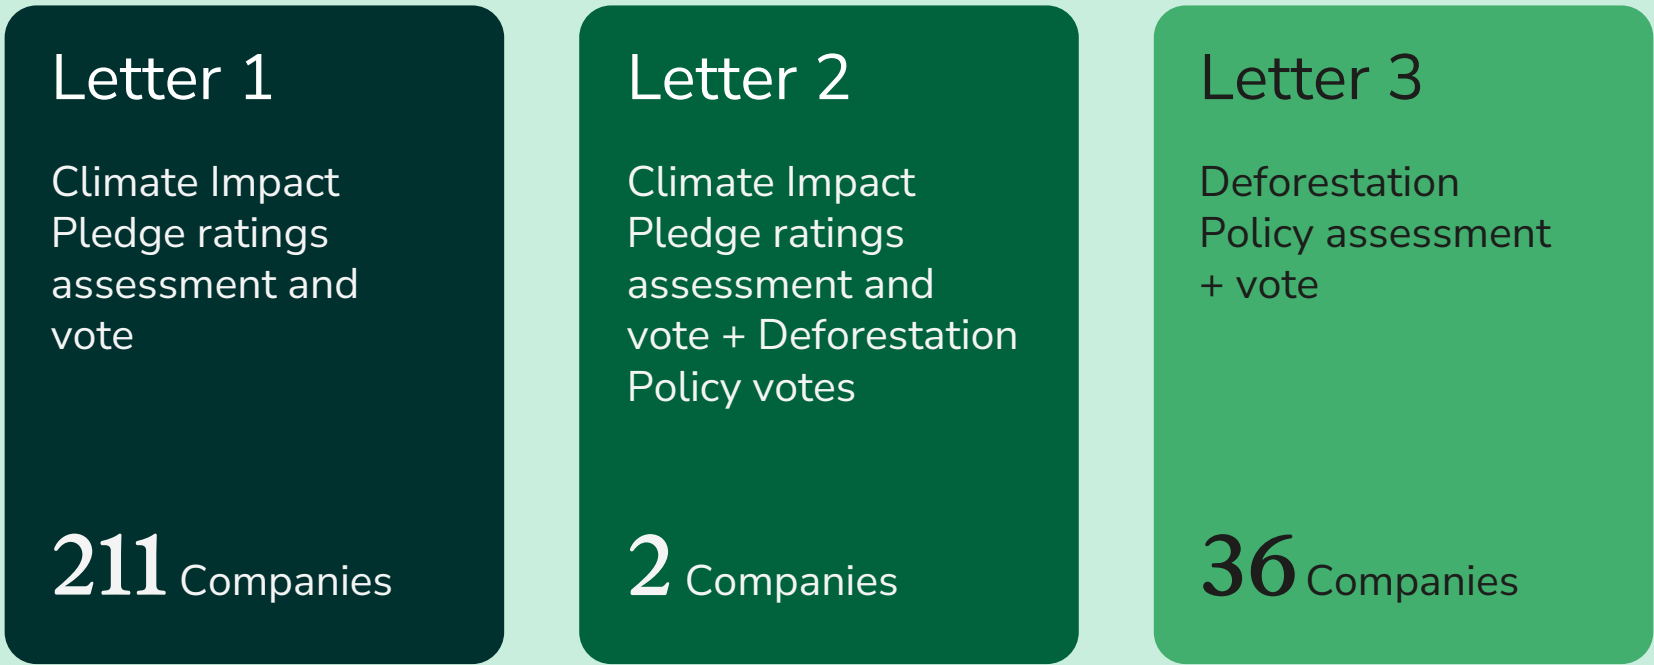 Letter 1
Climate Impact
Pledge ratings
assessment and
vote
211 Companies
Letter 2
Climate Impact
Pledge ratings
assessment and
vote + Deforestation
Policy votes
2 Companies
Letter 3
Deforestation
Policy assessment
+ vote
36 Companies